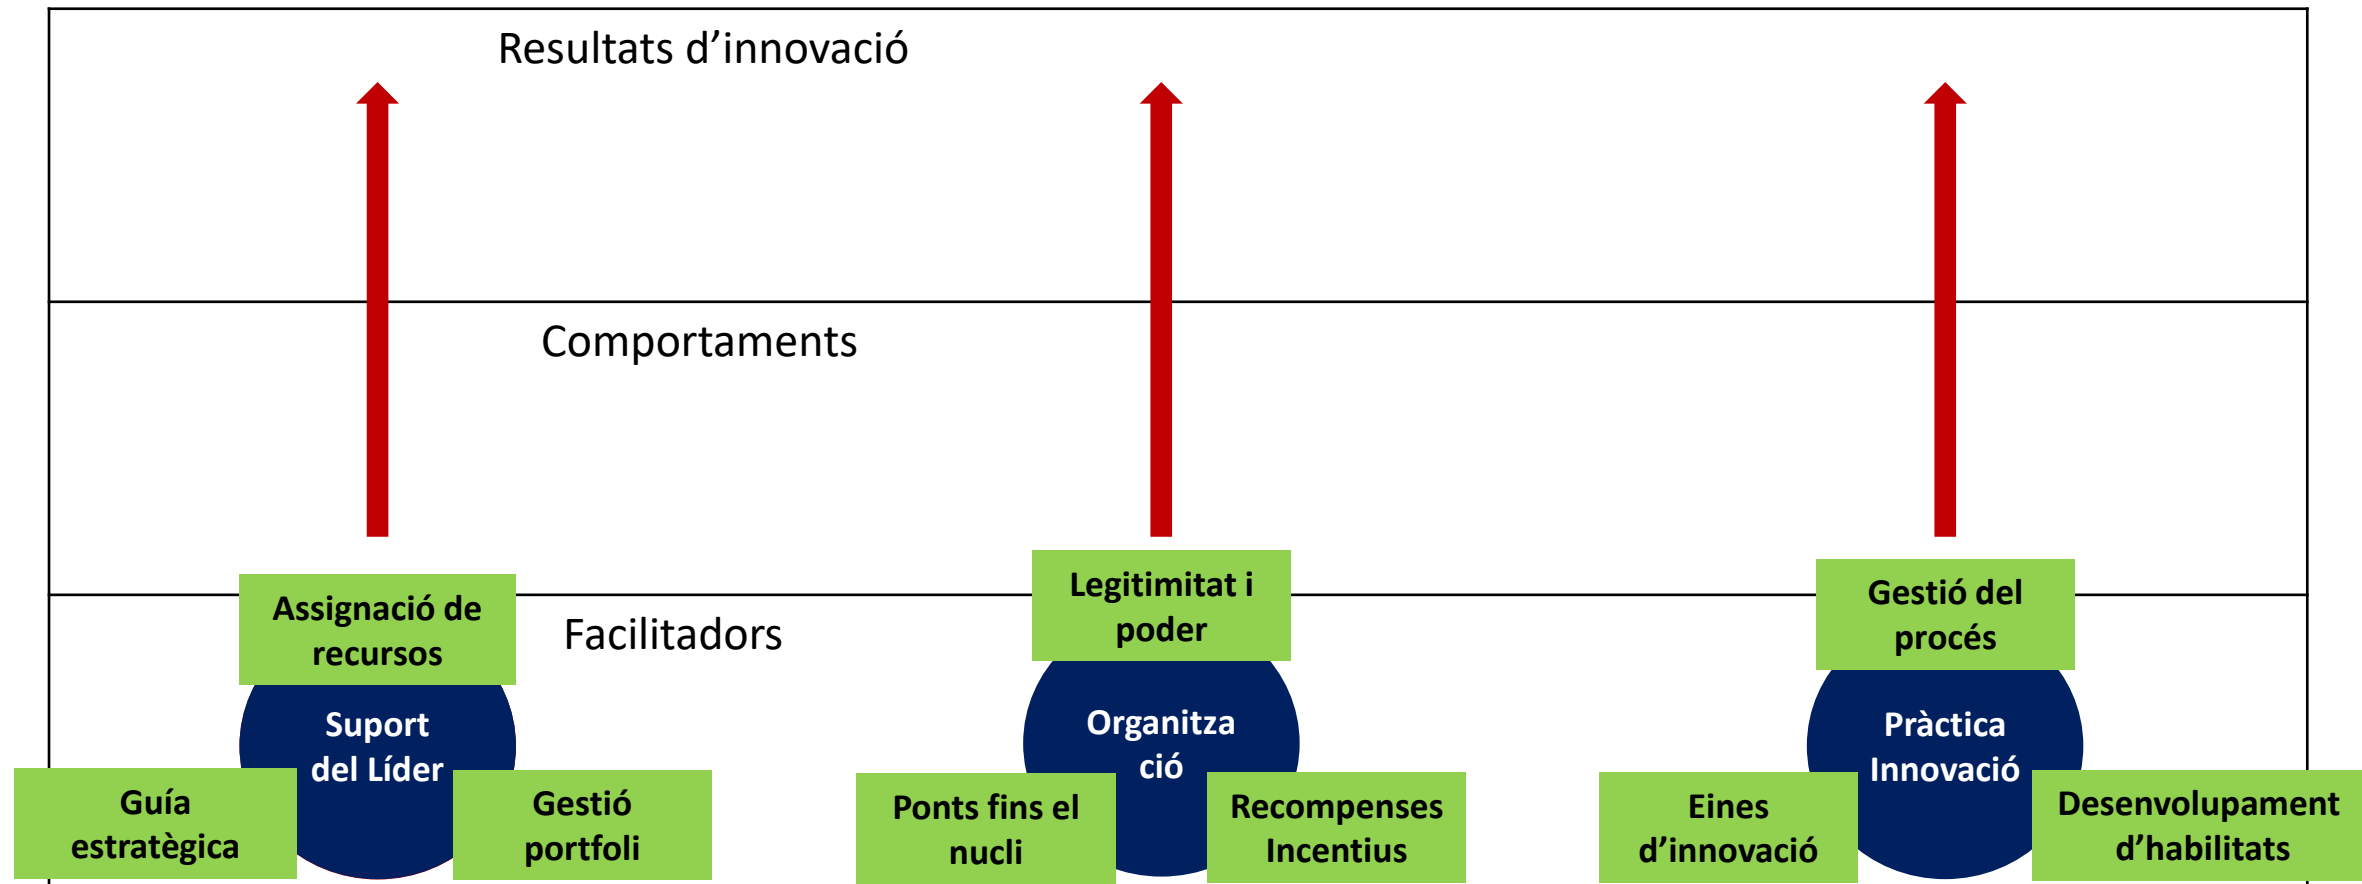 Resultats d’innovació
Comportaments
Facilitadors
Assignació de
recursos
Suport
del Líder
Guía
estratègica
Gestió
portfoli
Legitimitat i
poder
Organitza
ció
Ponts fins el
nucli
Recompenses
Incentius
Gestió del
procés
Pràctica
Innovació
Eines
d’innovació
Desenvolupament
d’habilitats